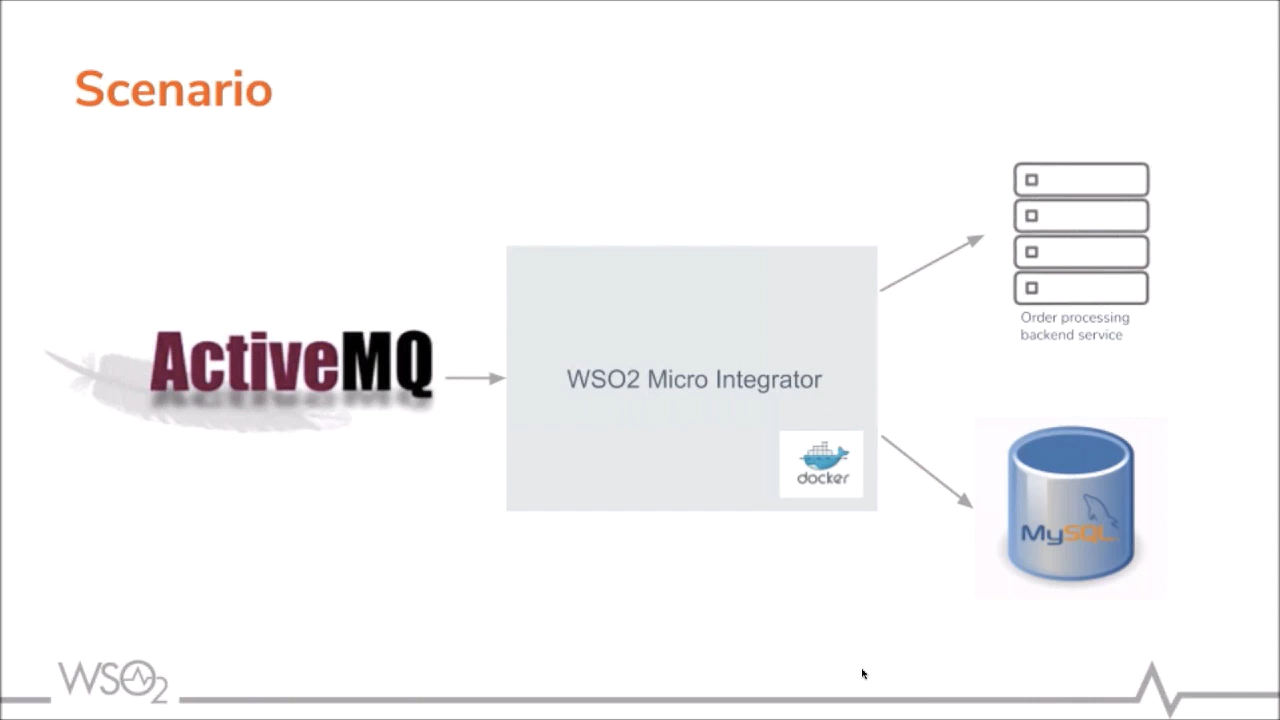 Scenario
ActiveMQ
WSO2 Micro Integrator
docker
Order processing
backend service
MySQL
WSO2